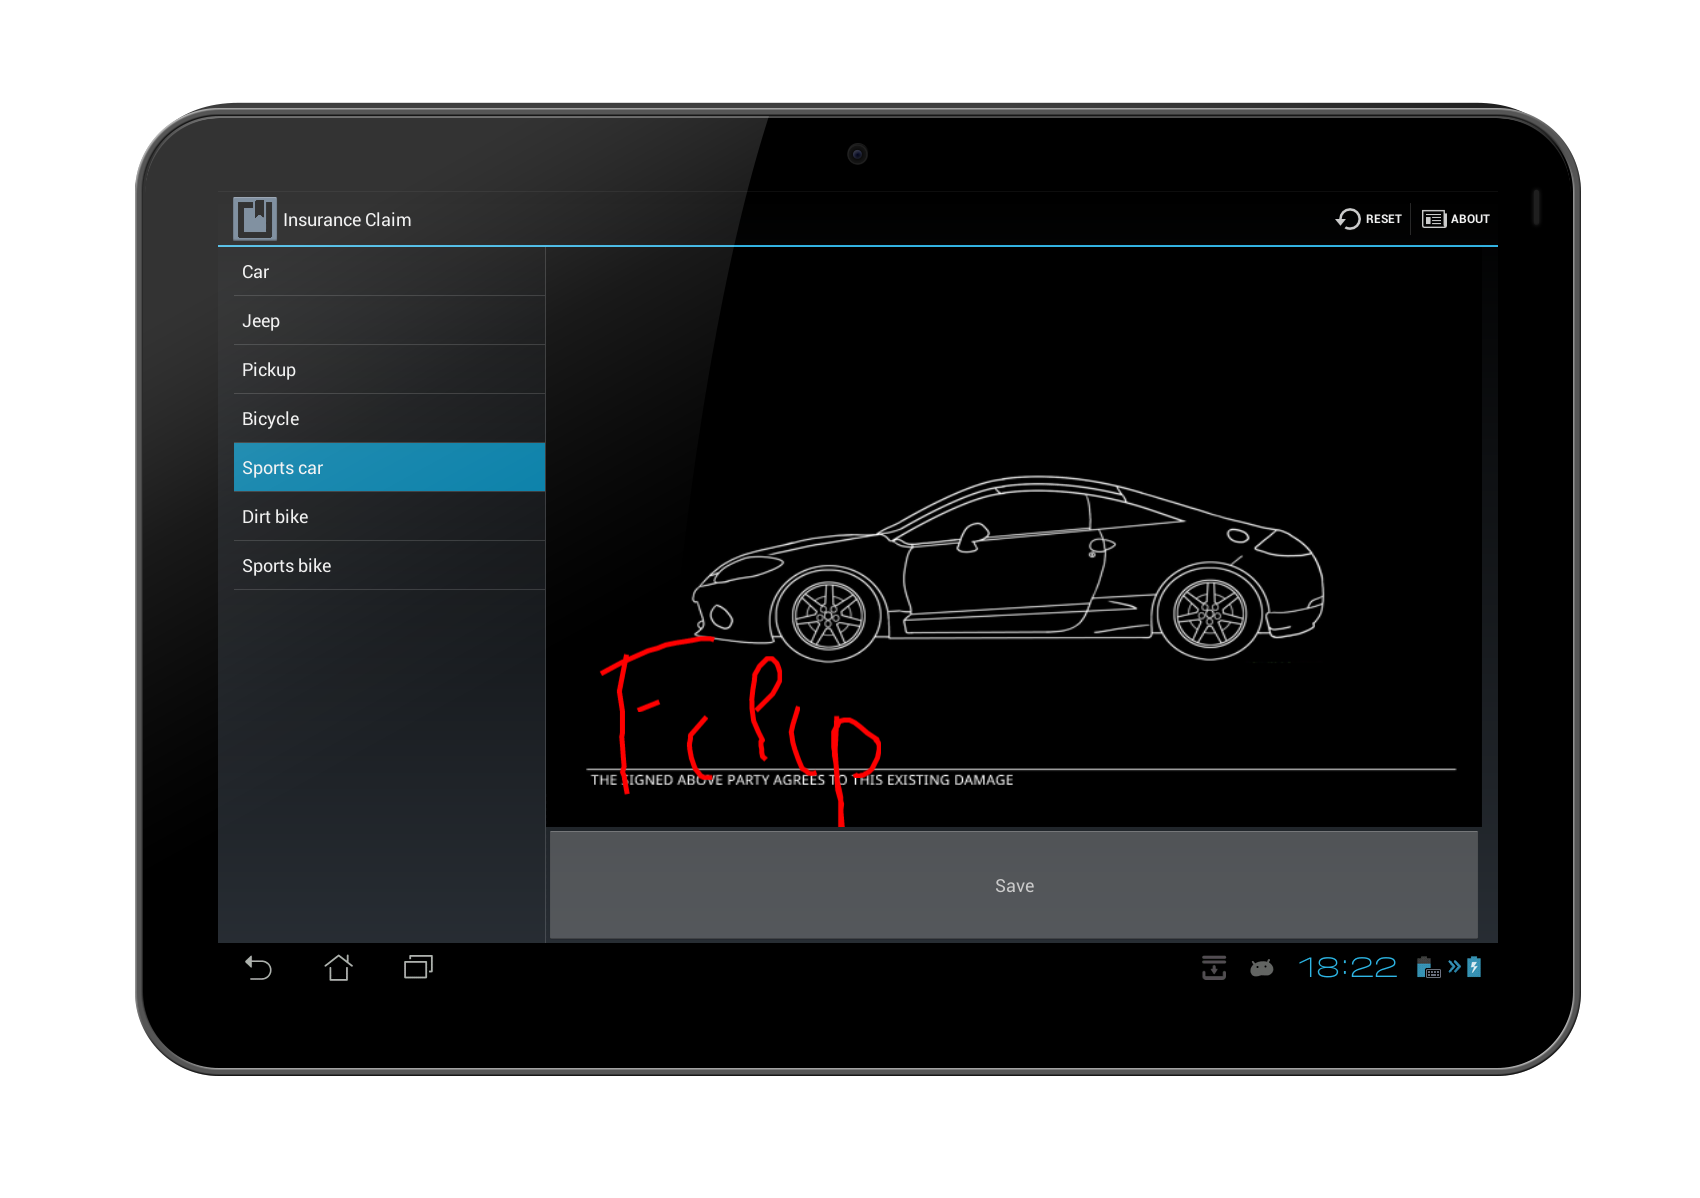 Insurance Claim
RESET
ABOUT
Car
Jeep
Pickup
Bicycle
Sports car
Dirt bike
Sports bike
THE SIGNED ABOVE PARTY AGREES TO THIS EXISTING DAMAGE
Save
18:22